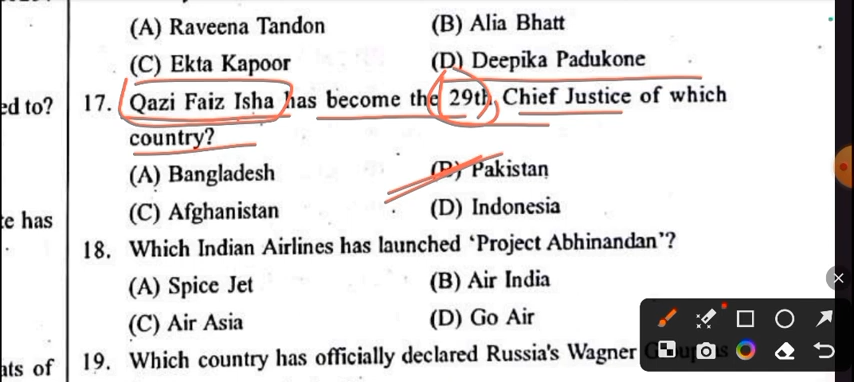 (A) Raveena Tandon (B) Alia Bhatt
(C) Ekta Kapoor (D) Deepika Padukone
ed to? 17. Qazi Faiz Isha has become the 29th Chief Justice of which
country?
(A) Bangladesh (B) Pakistan
te has (C) Afghanistan (D) Indonesia
18. Which Indian Airlines has launched ‘Project Abhinandan’?
(A) Spice Jet (B) Air India
(C) Air Asia (D) Go Air
ats of 19. Which country has officially declared Russia's Wagner